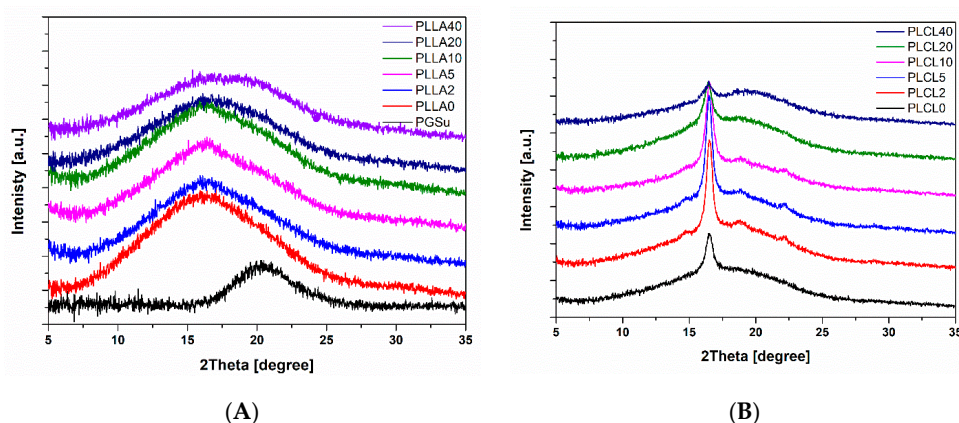 (A)
PLLA40
PLLA20
PLLA10
PLLA5
PLLA2
PLLA0
PGSu
Intenisty [a.u.]
5 10 15 20 25 30 35
2Theta [degree]
(A)
(B)
PLCL40
PLCL20
PLCL10
PLCL5
PLCL2
PLCL0
Intenisty [a.u.]
5 10 15 20 25 30 35
2Theta [degree]
(B)